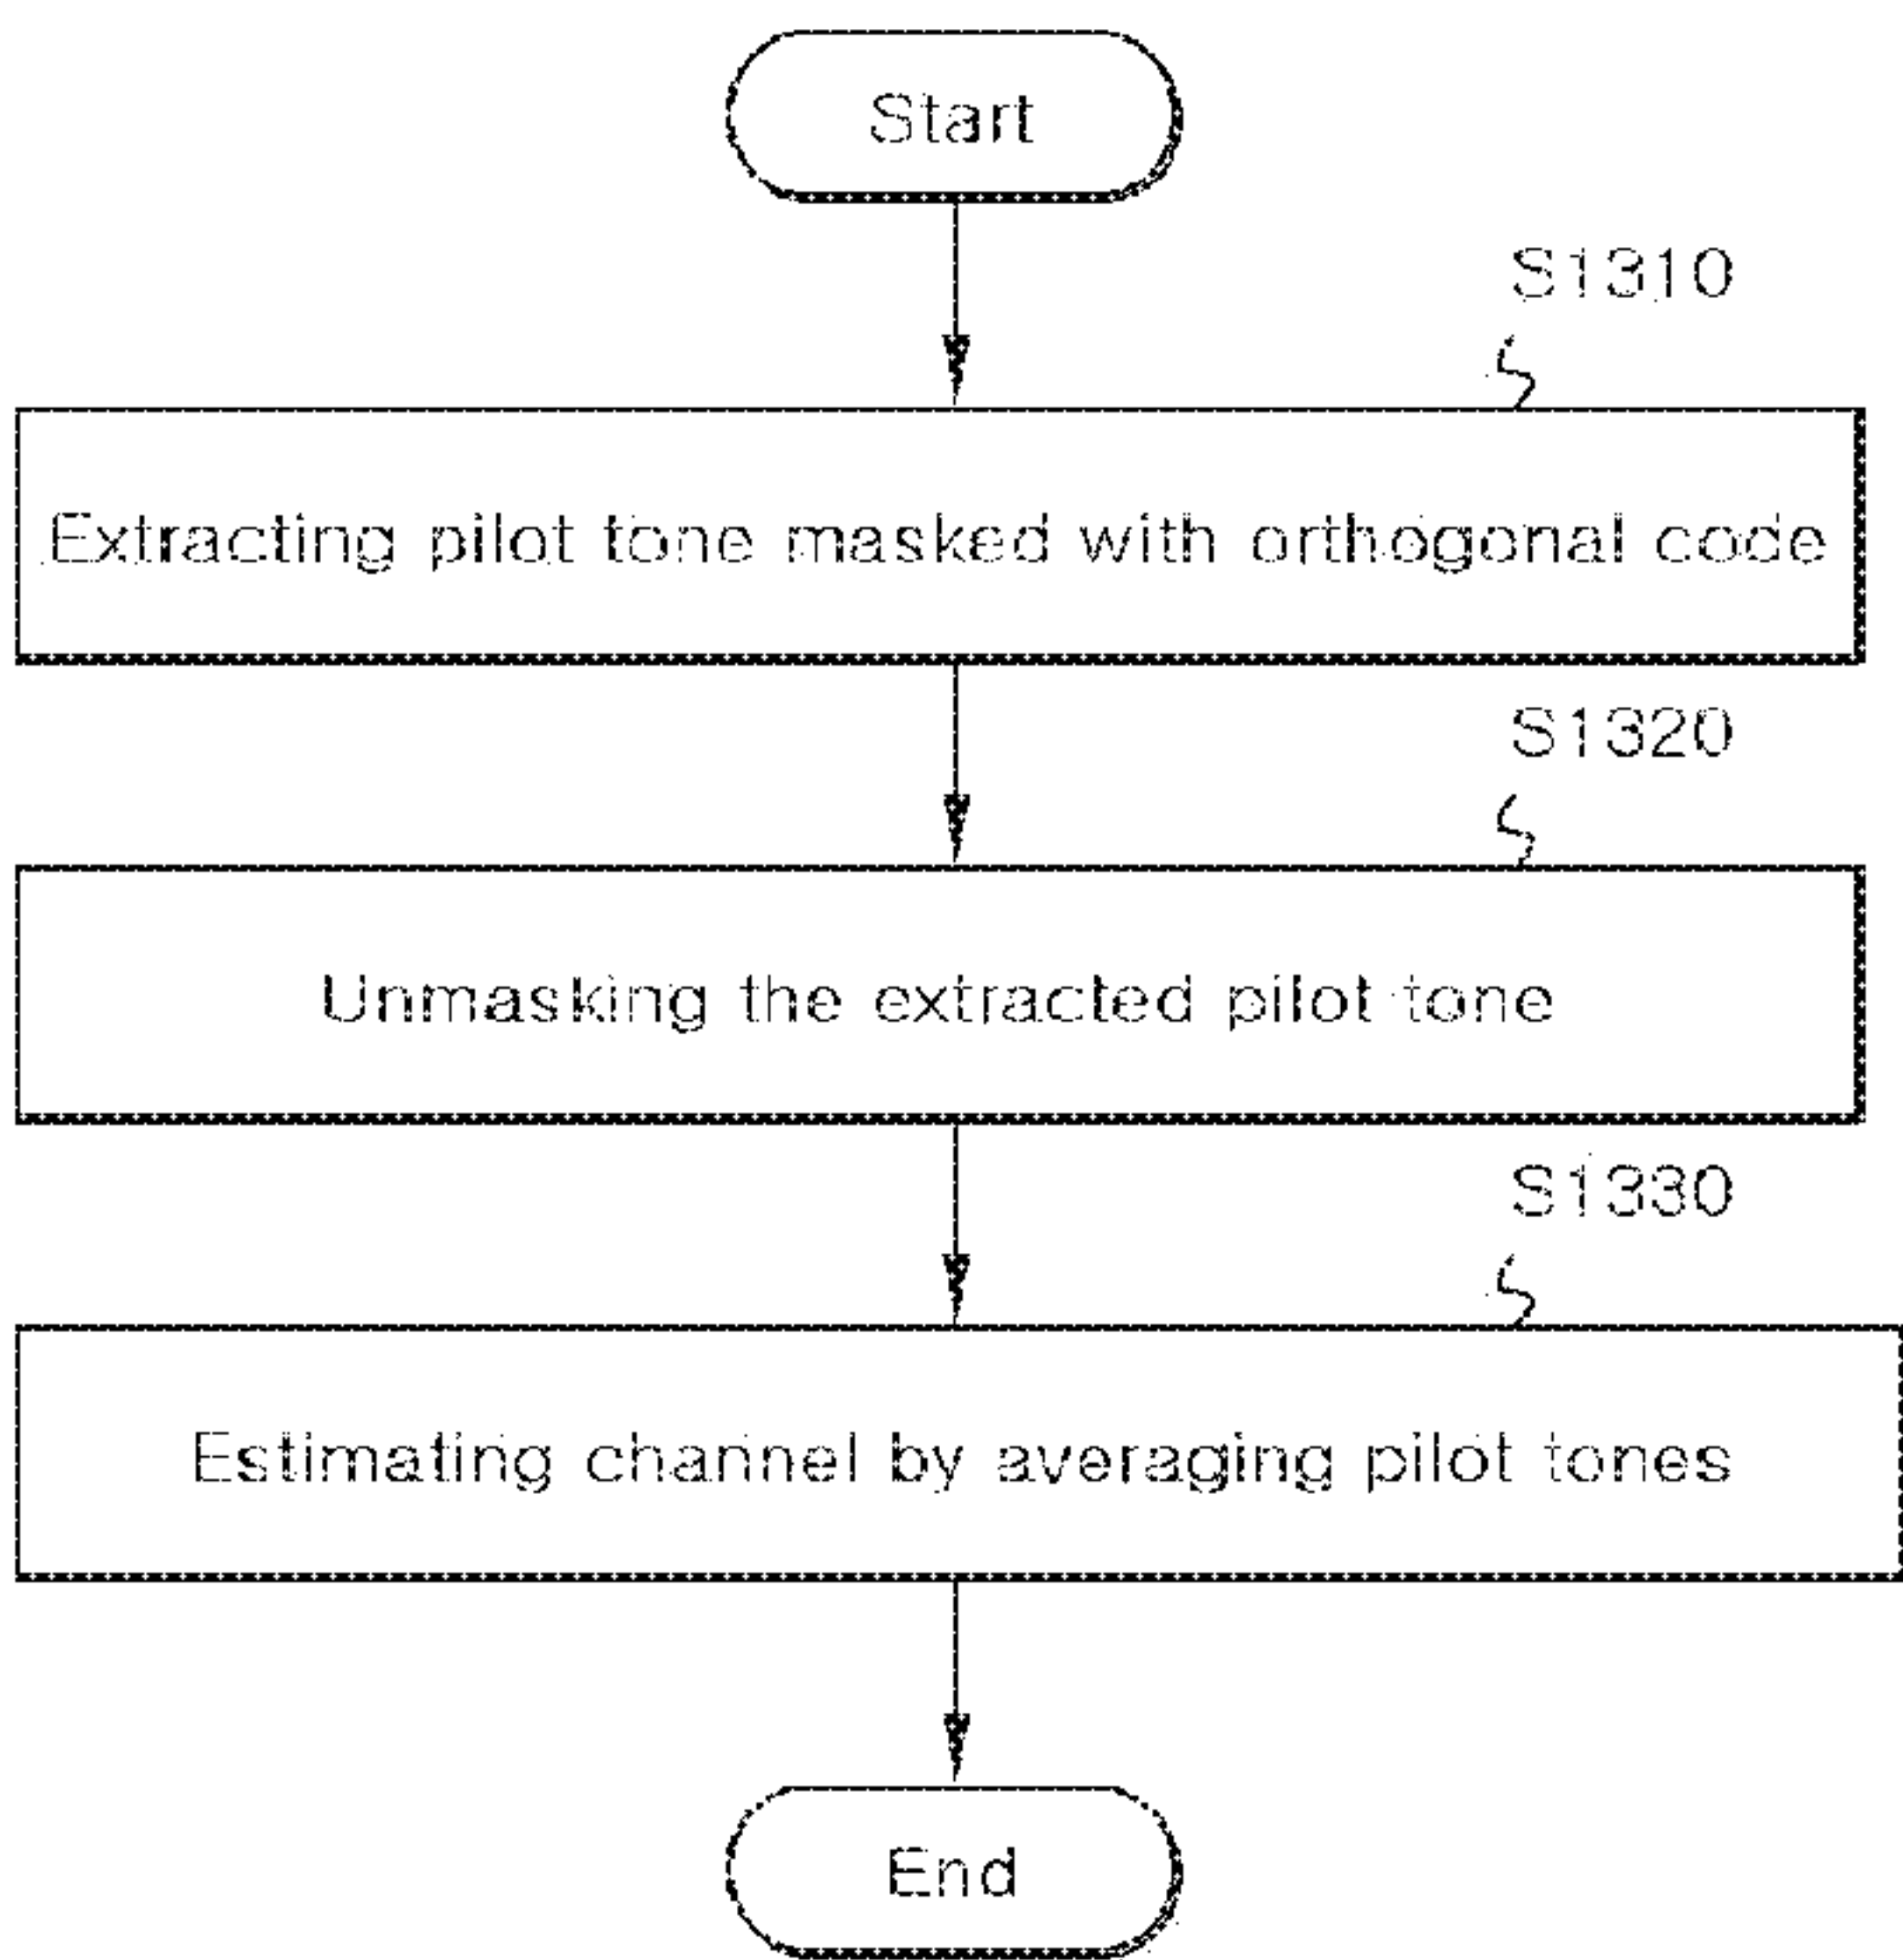 Start
S1310
Extracting pilot tone masked with orthogonal code
S1320
Unmasking the extracted pilot tone
S1330
Estimating channel by averaging pilot tones
End